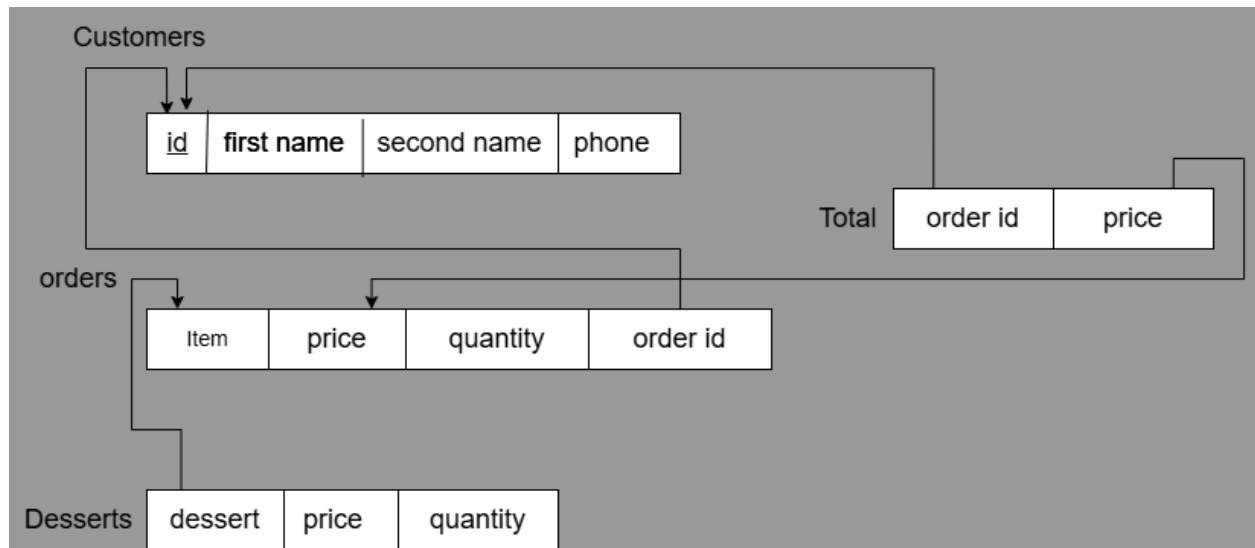 Customers
id first name second name phone
Total order id price
orders
Item price quantity order id
Desserts dessert price quantity